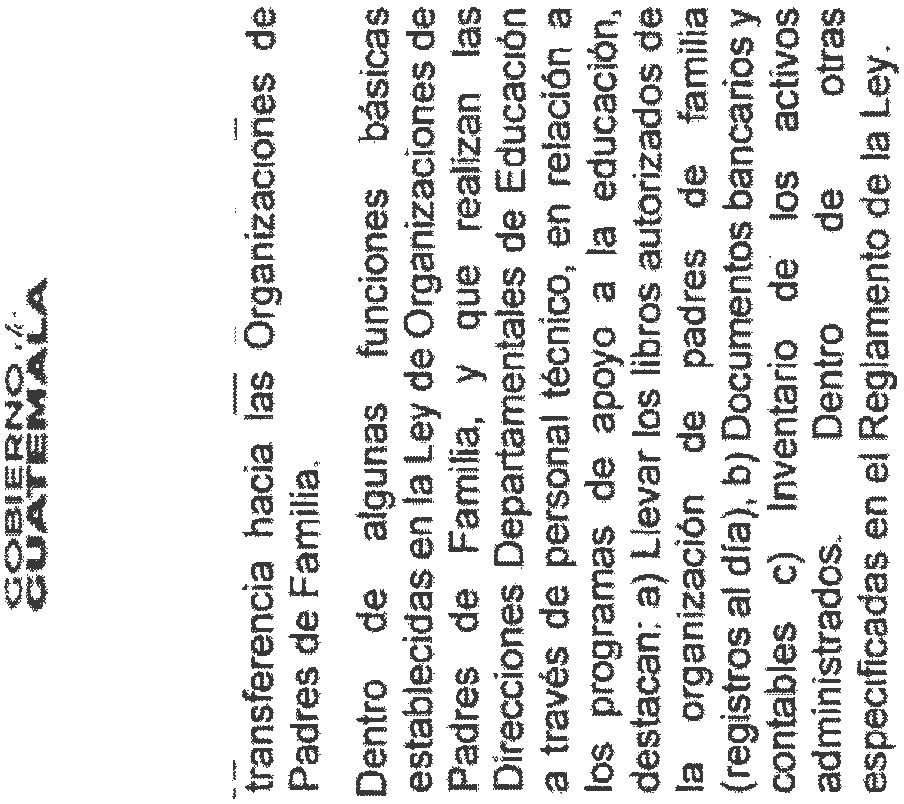 GOBIERNO de
GUATEMALA
transferencia hacia las Organizaciones de
Padres de Familia.
Dentro de algunas funciones básicas
establecidas en la Ley de Organizaciones de
Padres de Familia, y que realizan las
Direcciones Departamentales de Educación
a través de personal técnico, en relación a
los programas de apoyo a la educación,
destacan: a) Llevar los libros autorizados de
la organización de padres de familia
(registros al día), b) Documentos bancarios y
contables c) Inventario de los activos
administrados. Dentro de otras
especificadas en el Reglamento de la Ley.